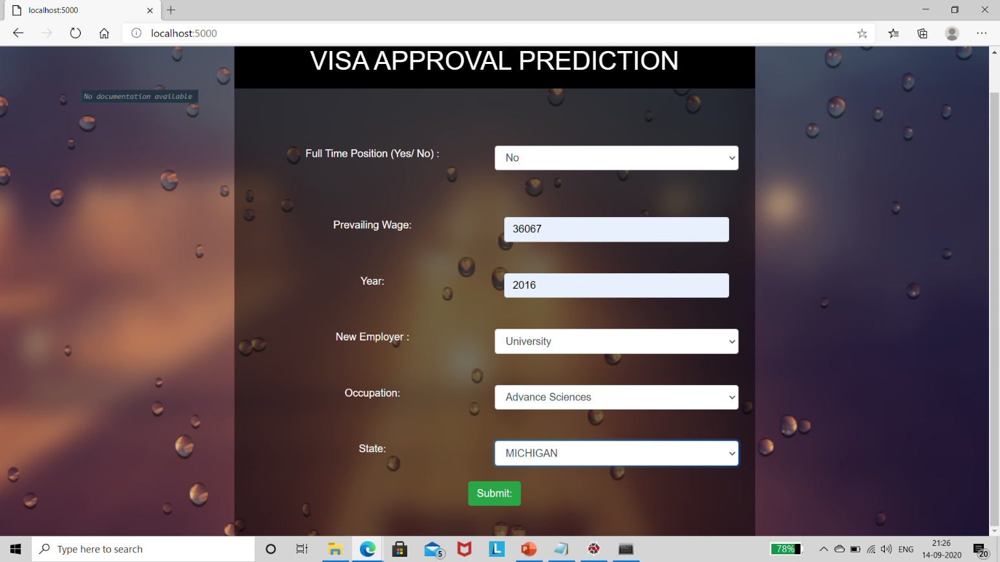 localhost:5000
localhost:5000
VISA APPROVAL PREDICTION
No documentation available
Full Time Position (Yes/ No) :
No
Prevailing Wage:
36067
Year:
2016
New Employer :
University
Occupation:
Advance Sciences
State:
MICHIGAN
Submit:
Type here to search
5
L
P
78%
ENG
21:26
14-09-2020
20